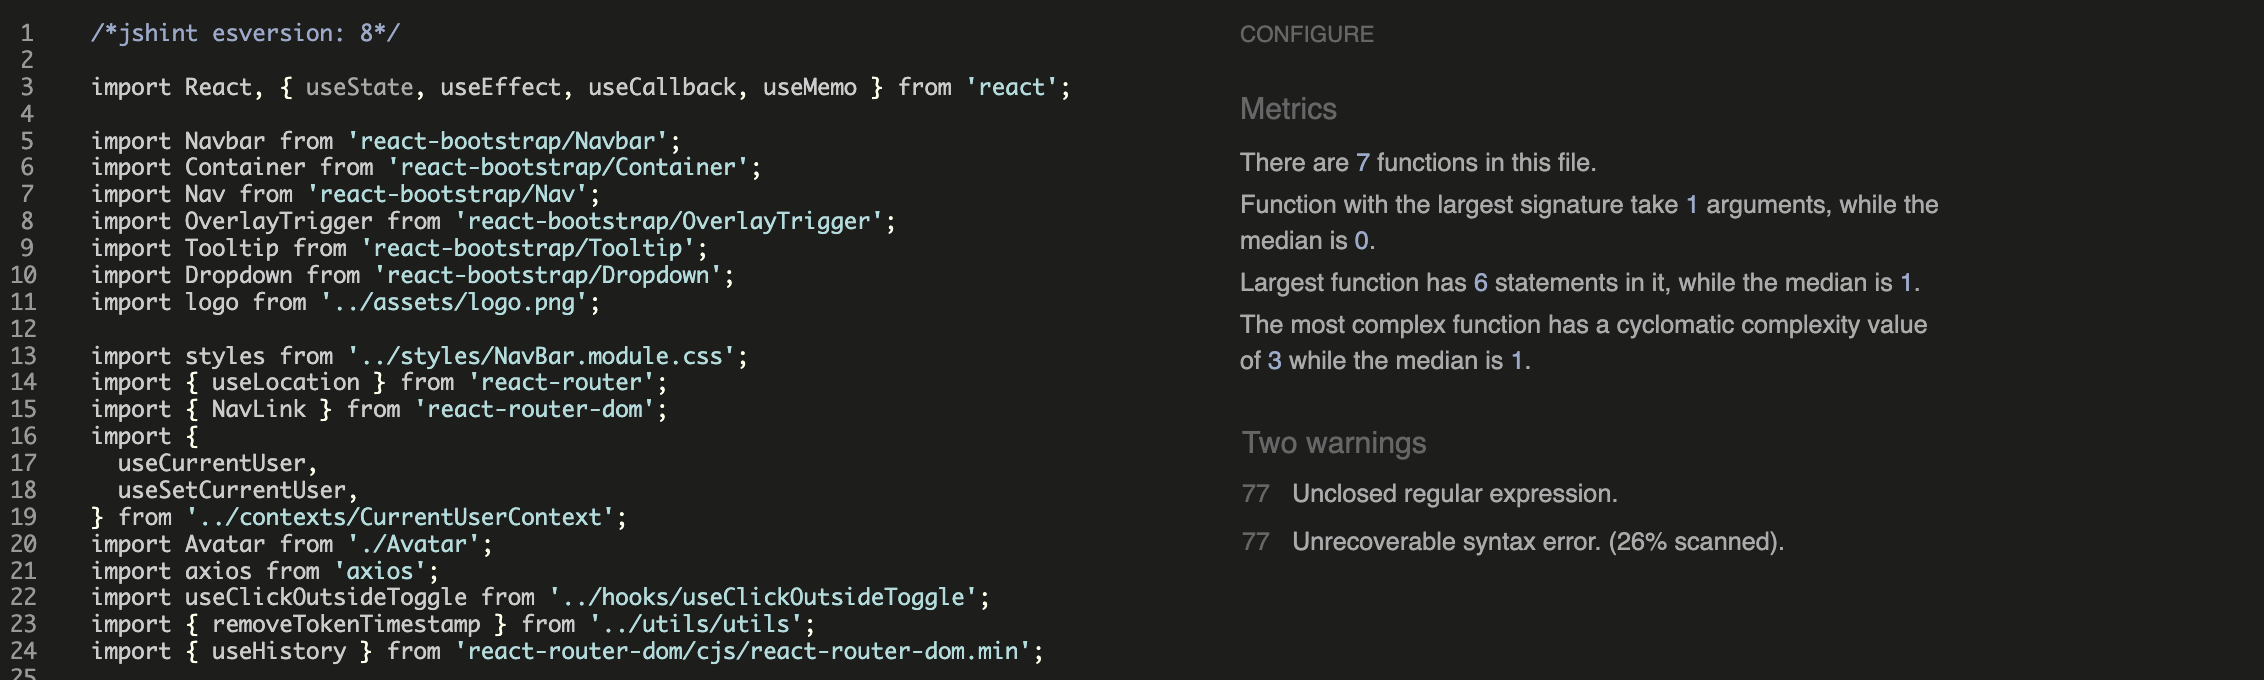 1 /*jshint esversion: 8*/
2
3 import React, { useState, useEffect, useCallback, useMemo } from 'react';
4
5 import Navbar from 'react-bootstrap/Navbar';
6 import Container from 'react-bootstrap/Container';
7 import Nav from 'react-bootstrap/Nav';
8 import OverlayTrigger from 'react-bootstrap/OverlayTrigger';
9 import Tooltip from 'react-bootstrap/Tooltip';
10 import Dropdown from 'react-bootstrap/Dropdown';
11 import logo from '../assets/logo.png';
12
13 import styles from '../styles/NavBar.module.css';
14 import { useLocation } from 'react-router';
15 import { NavLink } from 'react-router-dom';
16 import {
17   useCurrentUser,
18   useSetCurrentUser,
19 } from '../contexts/CurrentUserContext';
20 import Avatar from './Avatar';
21 import axios from 'axios';
22 import useClickOutsideToggle from '../hooks/useClickOutsideToggle';
23 import { removeTokenTimestamp } from '../utils/utils';
24 import { useHistory } from 'react-router-dom/cjs/react-router-dom.min';
25
CONFIGURE
Metrics
There are 7 functions in this file.
Function with the largest signature take 1 arguments, while the
median is 0.
Largest function has 6 statements in it, while the median is 1.
The most complex function has a cyclomatic complexity value
of 3 while the median is 1.
Two warnings
77 Unclosed regular expression.
77 Unrecoverable syntax error. (26% scanned).